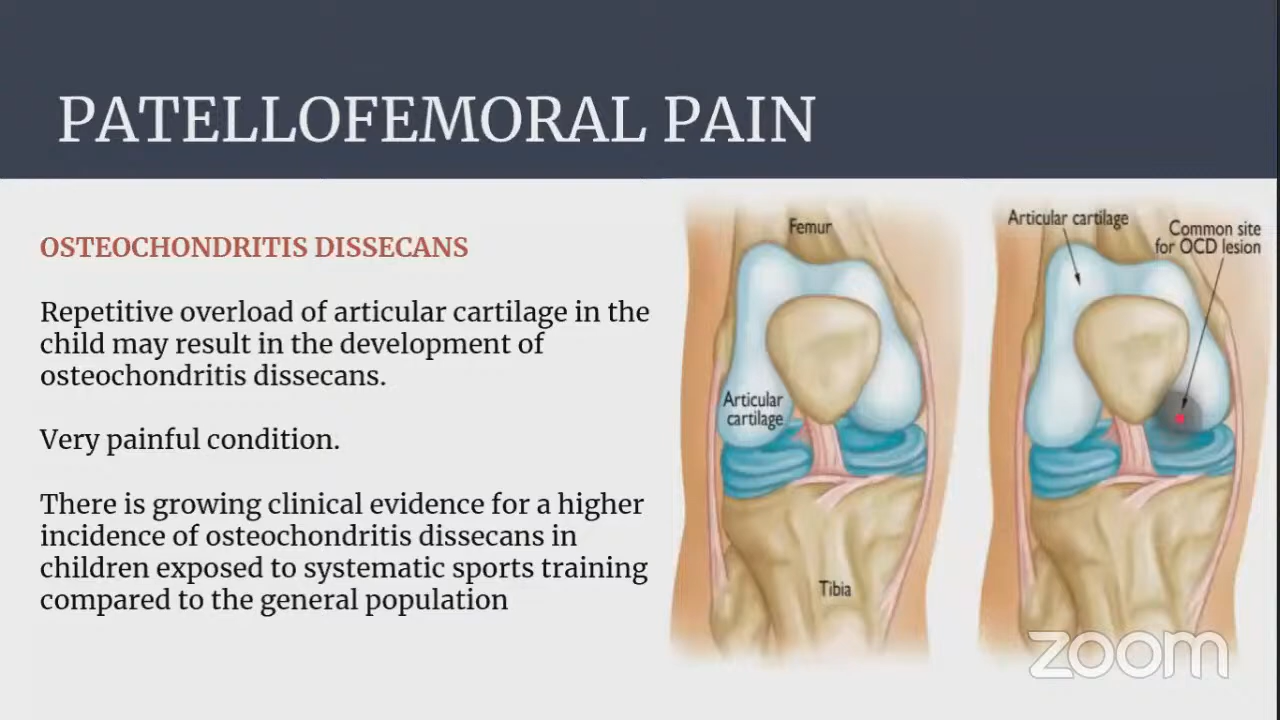 PATELLOFEMORAL PAIN
OSTEOCHONDRITIS DISSECANS
Repetitive overload of articular cartilage in the
child may result in the development of
osteochondritis dissecans.
Very painful condition.
There is growing clinical evidence for a higher
incidence of osteochondritis dissecans in
children exposed to systematic sports training
compared to the general population
Femur
Articular
cartilage
Tibia
Articular cartilage
Common site
for OCD lesion
zoom